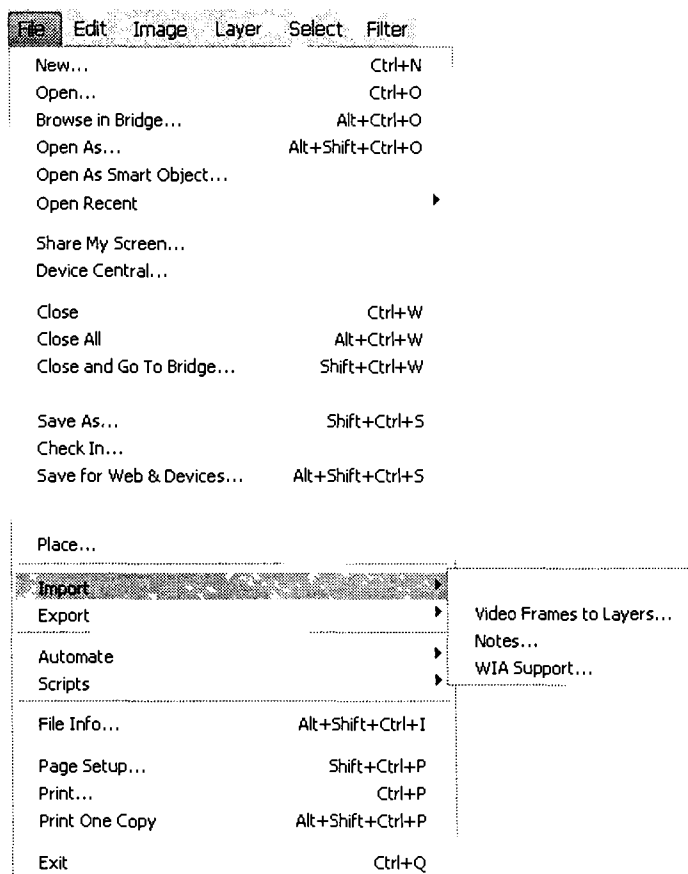 File Edit Image Layer Select Filter
New... Ctrl+N
Open... Ctrl+O
Browse in Bridge... Alt+Ctrl+O
Open As... Alt+Shift+Ctrl+O
Open As Smart Object...
Open Recent
Share My Screen...
Device Central...
Close Ctrl+W
Close All Alt+Ctrl+W
Close and Go To Bridge... Shift+Ctrl+W
Save As... Shift+Ctrl+S
Check In...
Save for Web & Devices... Alt+Shift+Ctrl+S
Place...
Import
Export
Video Frames to Layers...
Notes...
WIA Support...
Automate
Scripts
File Info... Alt+Shift+Ctrl+I
Page Setup... Shift+Ctrl+P
Print... Ctrl+P
Print One Copy Alt+Shift+Ctrl+P
Exit Ctrl+Q